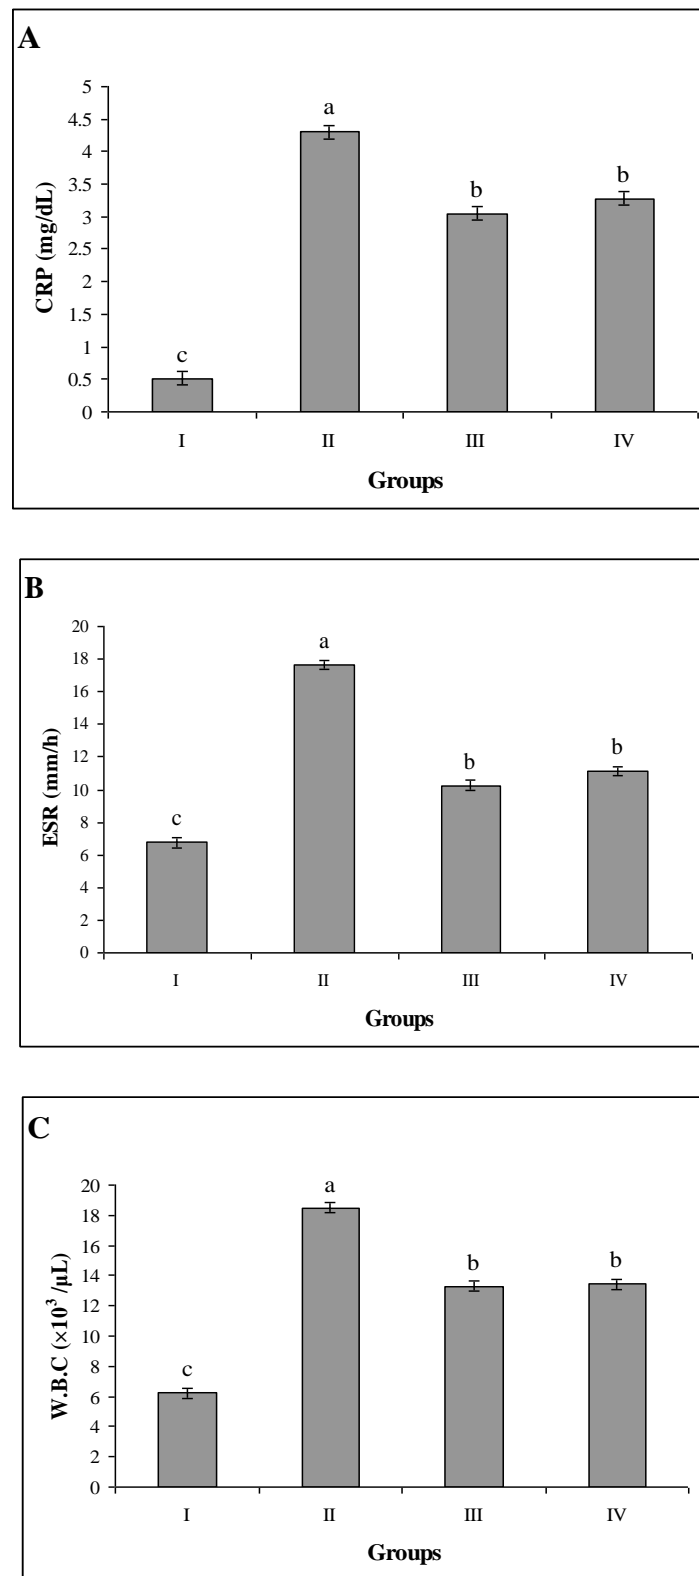 A
5
4.5
4
3.5
3
2.5
2
1.5
1
0.5
0
CRP (mg/dL)
c
a
b
b
I II III IV
Groups
B
20
18
16
14
12
10
8
6
4
2
0
ESR (mm/h)
c
a
b
b
I II III IV
Groups
C
20
18
16
14
12
10
8
6
4
2
0
W.B.C (×10³ /µL)
c
a
b
b
I II III IV
Groups